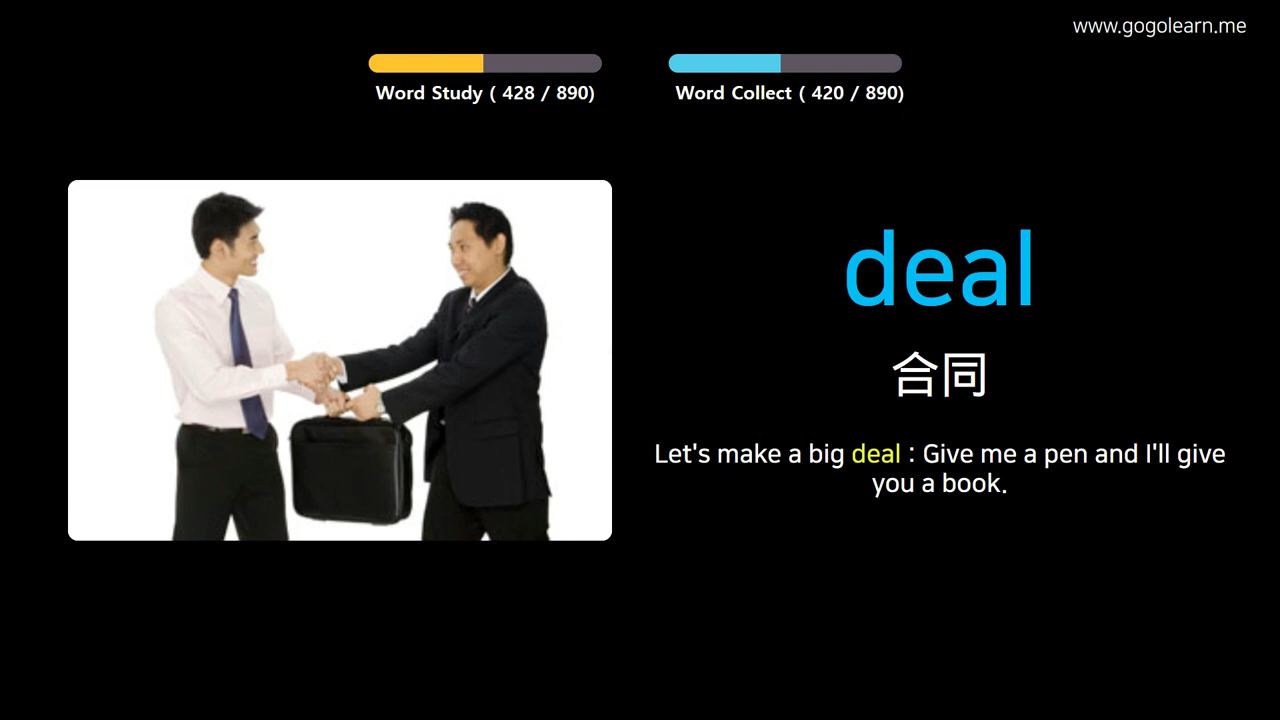 www.gogolearn.me
Word Study ( 428 / 890)
Word Collect ( 420 / 890)
deal
合同
Let's make a big deal : Give me a pen and I'll give
you a book.